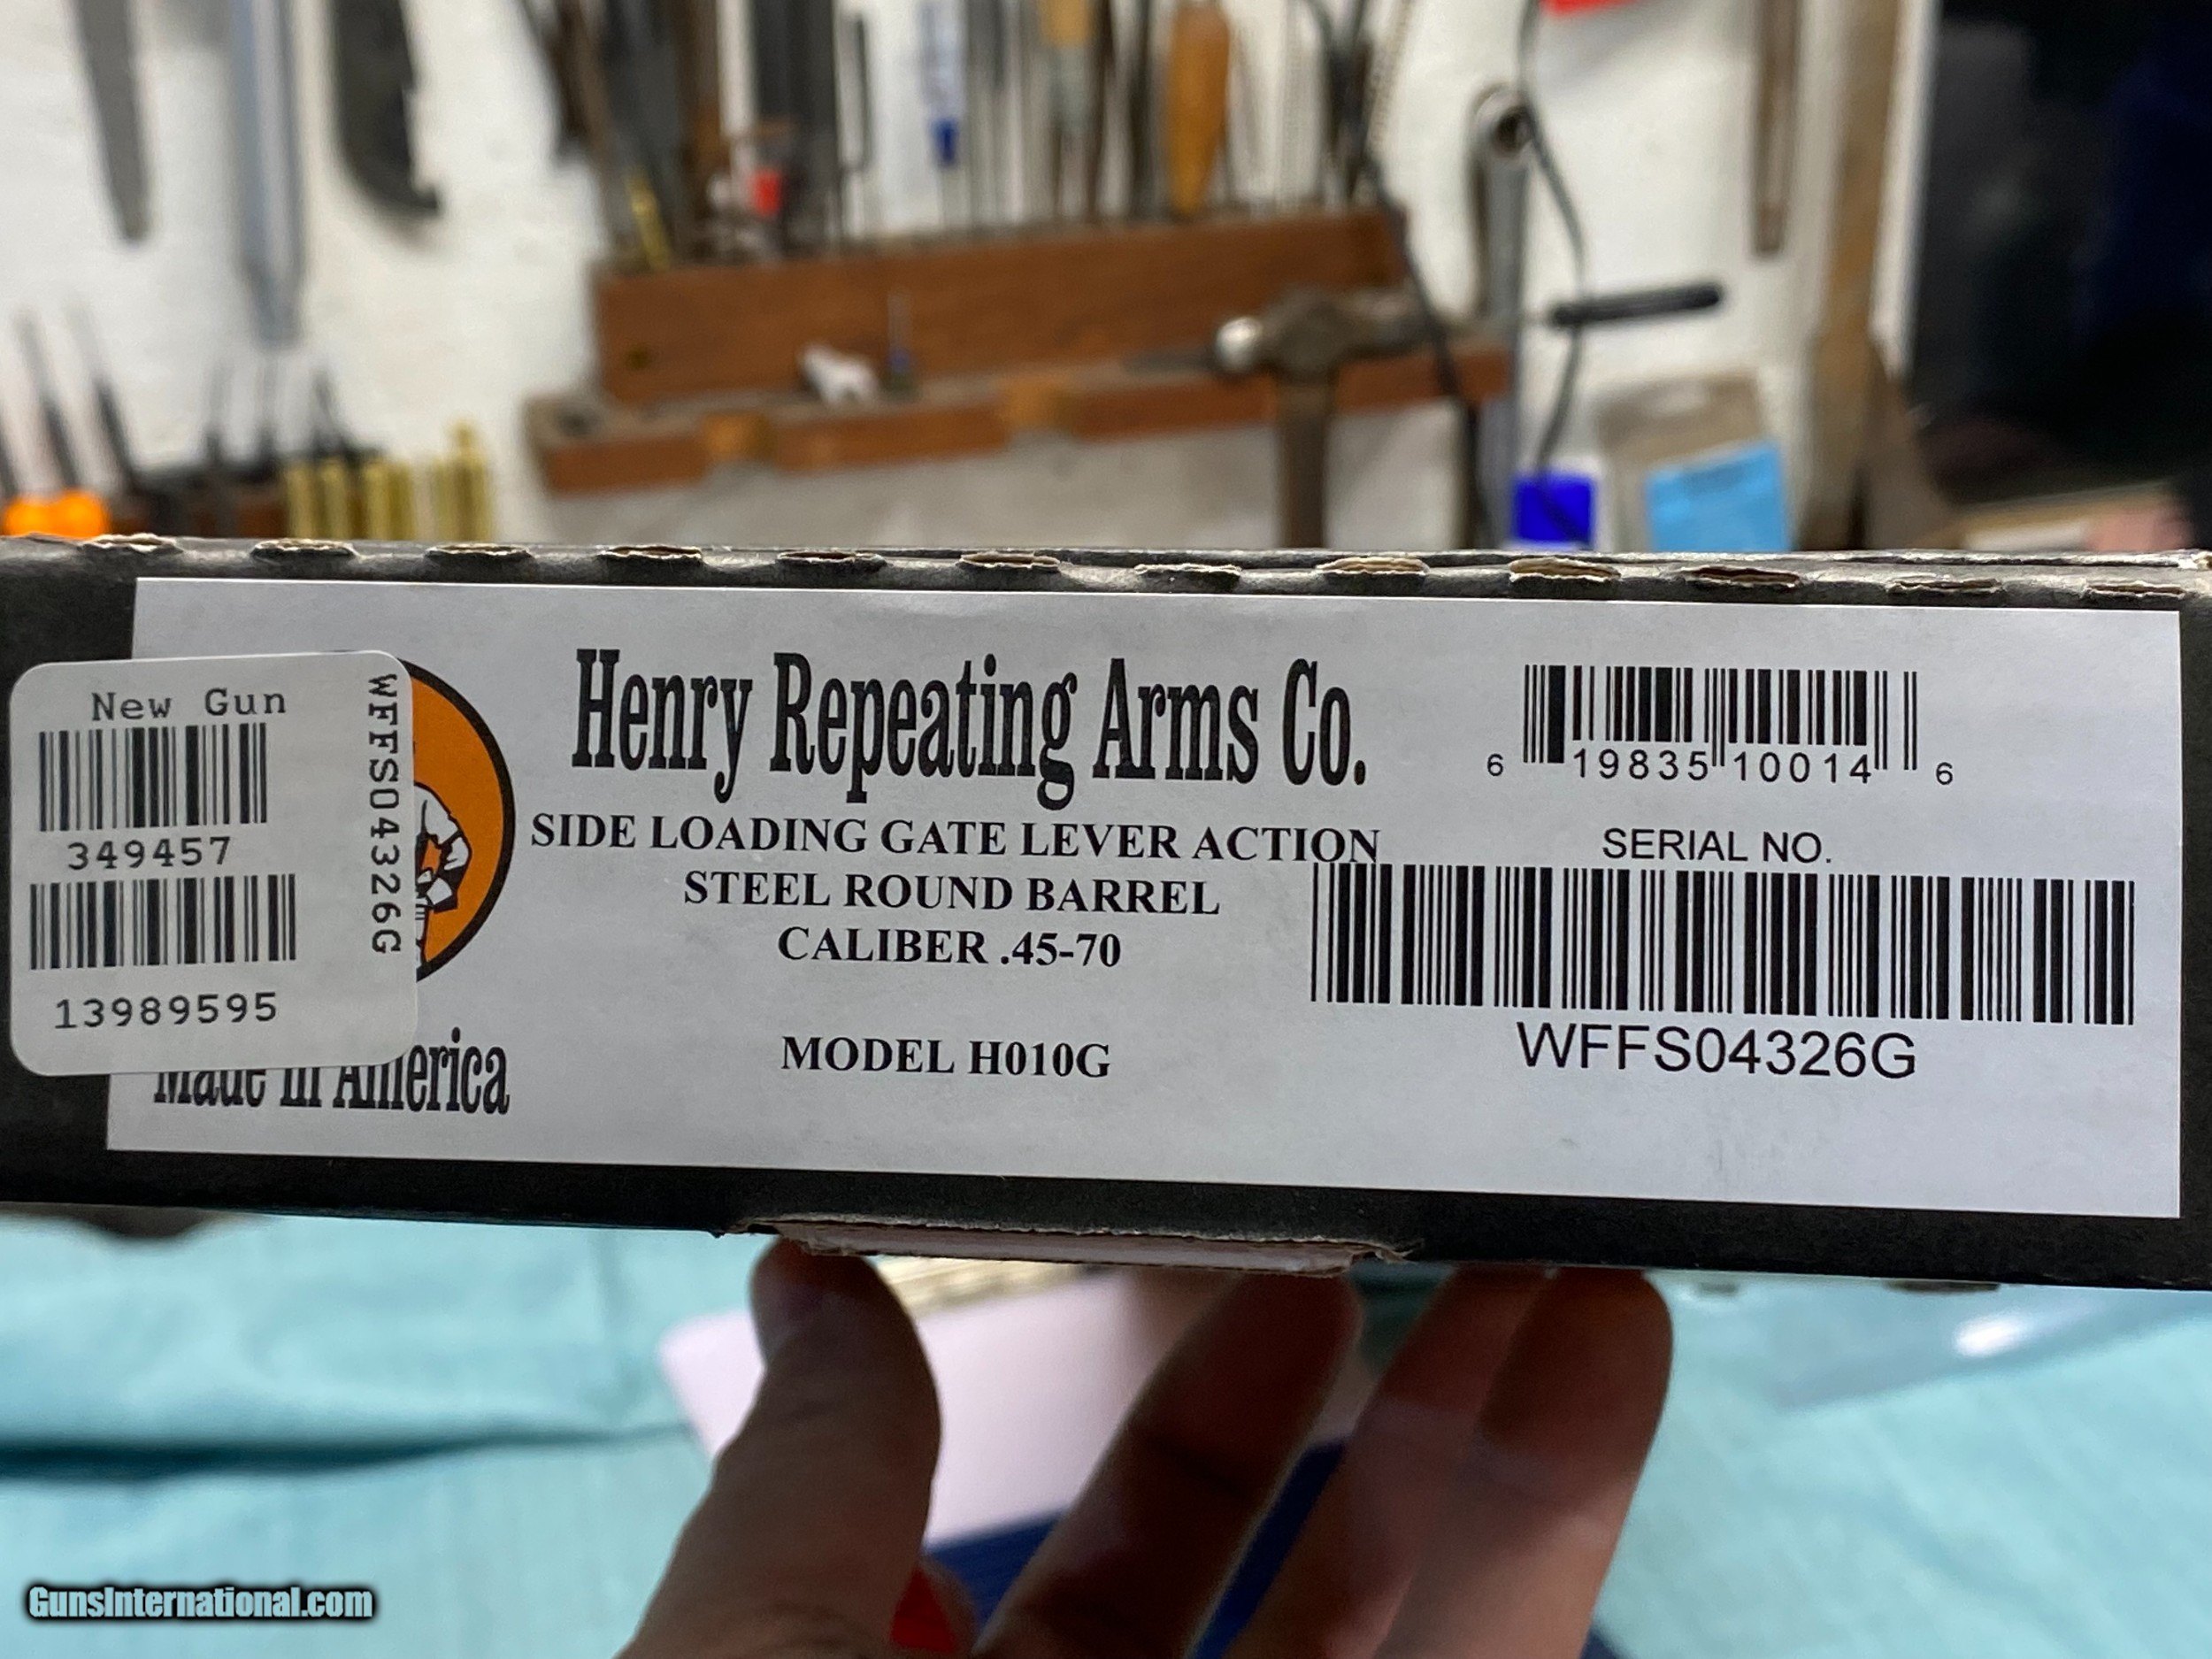 New Gun
349457
13989595
WFFS04326G
Made in America
Henry Repeating Arms Co.
SIDE LOADING GATE LEVER ACTION
STEEL ROUND BARREL
CALIBER .45-70
MODEL H010G
6 19835 10014 6
SERIAL NO.
WFFS04326G
GunsInternational.com